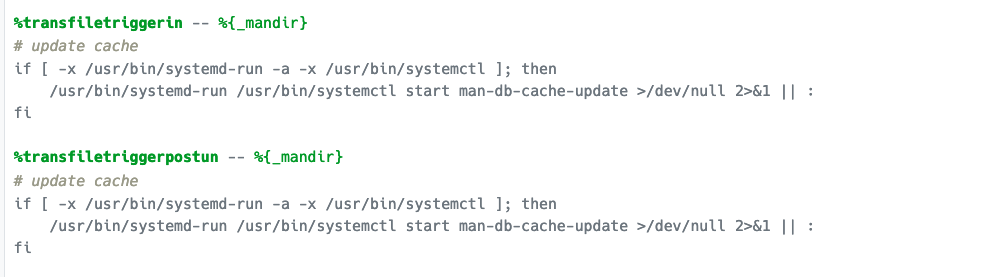 %transfiletriggerin -- %{_mandir}
# update cache
if [ -x /usr/bin/systemd-run -a -x /usr/bin/systemctl ]; then
    /usr/bin/systemd-run /usr/bin/systemctl start man-db-cache-update >/dev/null 2>&1 || :
fi

%transfiletriggerpostun -- %{_mandir}
# update cache
if [ -x /usr/bin/systemd-run -a -x /usr/bin/systemctl ]; then
    /usr/bin/systemd-run /usr/bin/systemctl start man-db-cache-update >/dev/null 2>&1 || :
fi